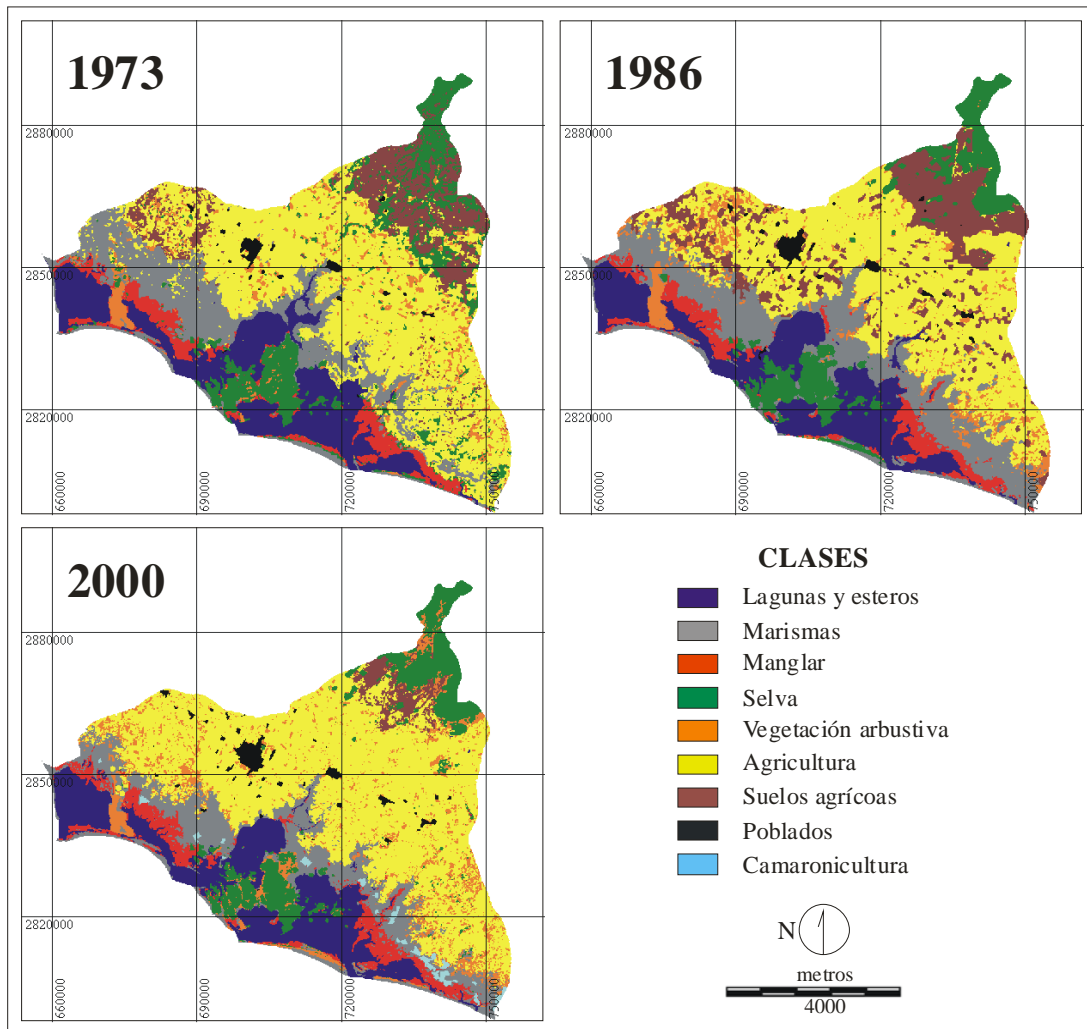 1973
2880000
2850000
2820000
660000
690000
720000
750000
1986
2880000
2850000
2820000
660000
690000
720000
750000
2000
2880000
2850000
2820000
660000
690000
720000
750000
CLASES
Lagunas y esteros
Marismas
Manglar
Selva
Vegetación arbustiva
Agricultura
Suelos agrícoas
Poblados
Camaronicultura
N
metros
4000